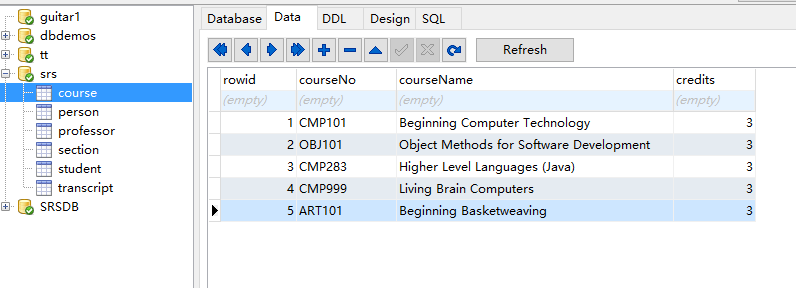 guitar1
dbdemos
tt
srs
course
person
professor
section
student
transcript
SRSDB
Database Data DDL Design SQL
Refresh
rowid courseNo courseName credits
(empty) (empty) (empty) (empty)
1 CMP101 Beginning Computer Technology 3
2 OBJ101 Object Methods for Software Development 3
3 CMP283 Higher Level Languages (Java) 3
4 CMP999 Living Brain Computers 3
5 ART101 Beginning Basketweaving 3